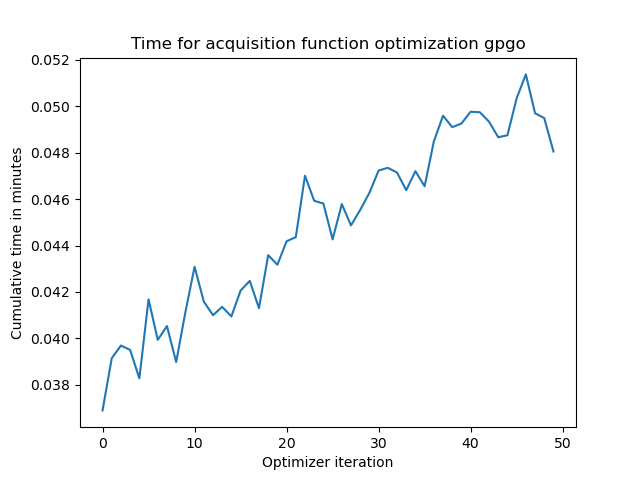 Time for acquisition function optimization gpgo
Cumulative time in minutes
0.052
0.050
0.048
0.046
0.044
0.042
0.040
0.038
0 10 20 30 40 50
Optimizer iteration